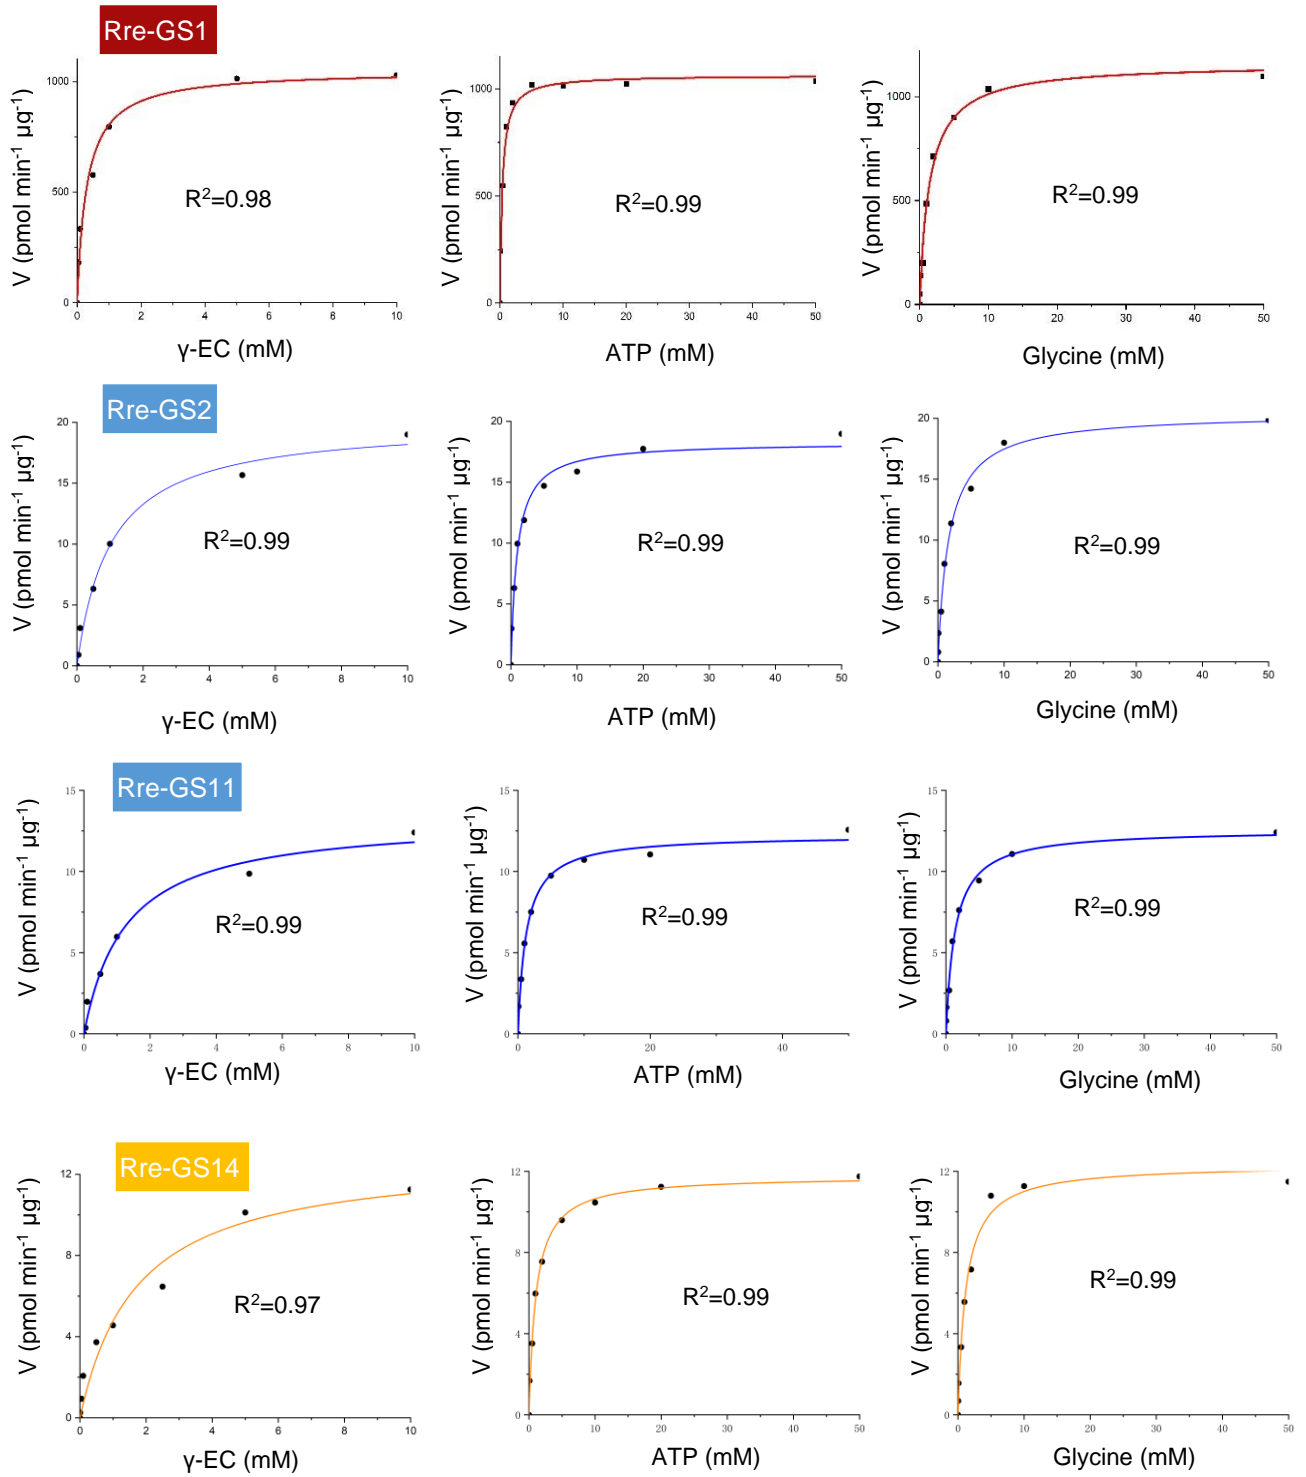 Rre-GS1
V (pmol min⁻¹ µg⁻¹)
1000
500
0
R²=0.98
0 2 4 6 8 10
γ-EC (mM)
V (pmol min⁻¹ µg⁻¹)
1000
500
0
R²=0.99
0 10 20 30 40 50
ATP (mM)
V (pmol min⁻¹ µg⁻¹)
1000
500
0
R²=0.99
0 10 20 30 40 50
Glycine (mM)
Rre-GS2
V (pmol min⁻¹ µg⁻¹)
20
15
10
5
0
R²=0.99
0 2 4 6 8 10
γ-EC (mM)
V (pmol min⁻¹ µg⁻¹)
20
15
10
5
0
R²=0.99
0 10 20 30 40 50
ATP (mM)
V (pmol min⁻¹ µg⁻¹)
20
15
10
5
0
R²=0.99
0 10 20 30 40 50
Glycine (mM)
Rre-GS11
V (pmol min⁻¹ µg⁻¹)
15
10
5
0
R²=0.99
0 2 4 6 8 10
γ-EC (mM)
V (pmol min⁻¹ µg⁻¹)
15
10
5
0
R²=0.99
0 20 40
ATP (mM)
V (pmol min⁻¹ µg⁻¹)
15
10
5
0
R²=0.99
0 10 20 30 40 50
Glycine (mM)
Rre-GS14
V (pmol min⁻¹ µg⁻¹)
12
8
4
0
R²=0.97
0 2 4 6 8 10
γ-EC (mM)
V (pmol min⁻¹ µg⁻¹)
12
8
4
0
R²=0.99
0 10 20 30 40 50
ATP (mM)
V (pmol min⁻¹ µg⁻¹)
12
8
4
0
R²=0.99
0 10 20 30 40 50
Glycine (mM)